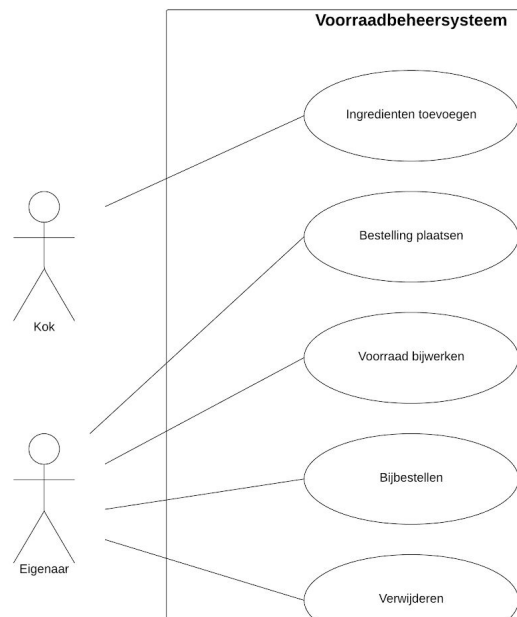 Voorraadbeheersysteem
Ingredienten toevoegen
Bestelling plaatsen
Kok
Voorraad bijwerken
Bijbestellen
Eigenaar
Verwijderen